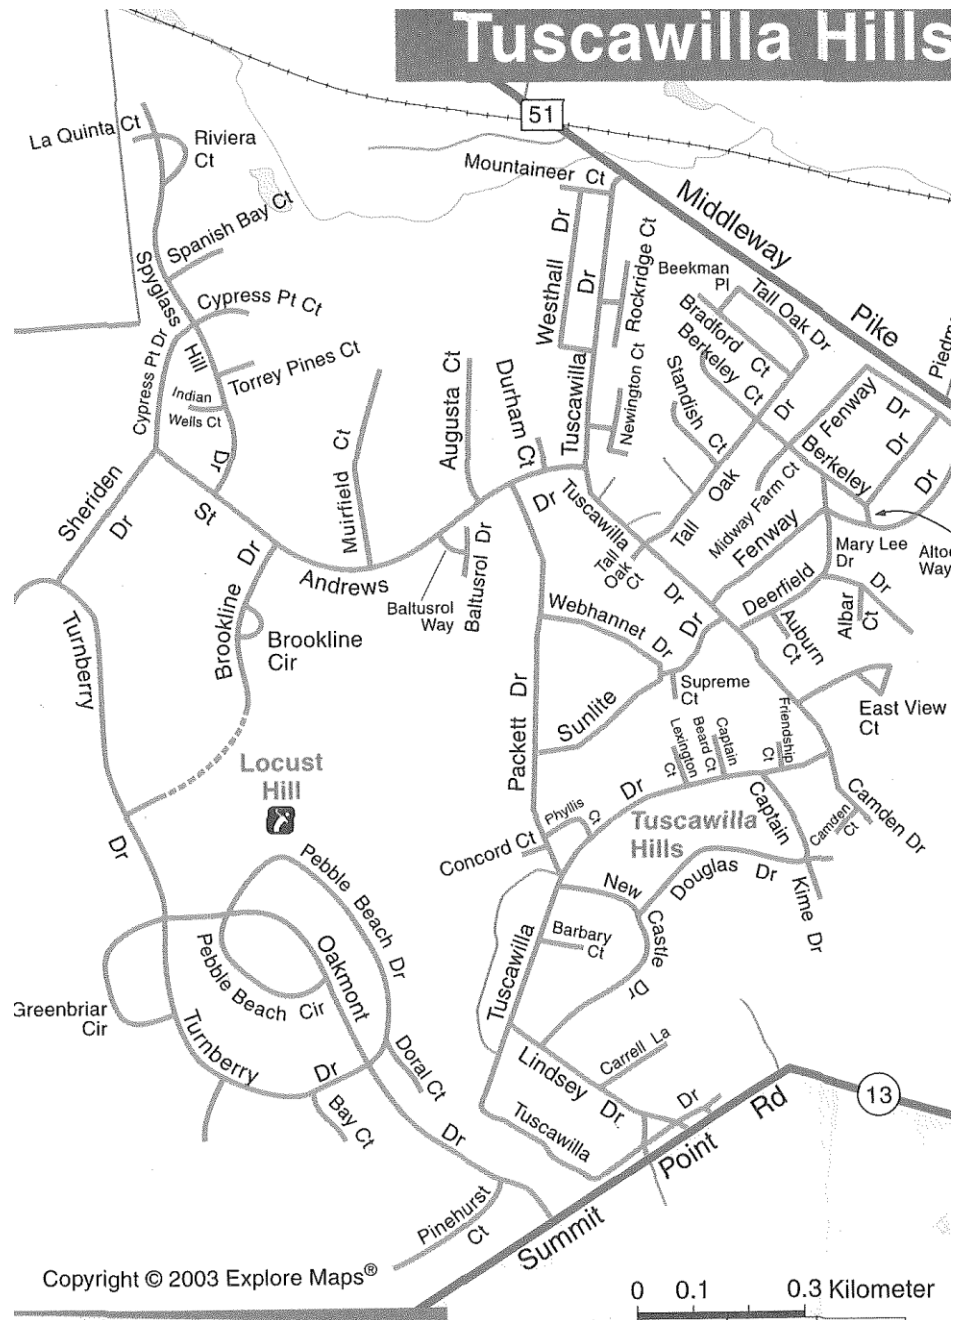 Tuscawilla Hills
51
La Quinta Ct
Riviera
Ct
Mountaineer Ct
Middleway
Pike
Spanish Bay Ct
Spyglass
Hill
Dr
Cypress Pt Ct
Cypress Pt Dr
Torrey Pines Ct
Indian
Wells Ct
Westhall Dr
Tuscawilla Dr
Rockridge Ct
Newington Ct
Beekman
Pl
Tall Oak Dr
Bradford Ct
Berkeley Ct
Standish Ct
Tall Oak Dr
Fenway Dr
Berkeley Dr
Dr
Midway Farm Ct
Fenway
Augusta Ct
Durham Ct
Muirfield Ct
Sheriden
Dr
St
Andrews
Dr
Tuscawilla
Dr
Tall
Oak Ct
Baltusrol
Way
Baltusrol Dr
Brookline Dr
Brookline
Cir
Turnberry
Dr
Mary Lee
Dr
Deerfield
Dr
Albar
Ct
Auburn
Ct
East View
Ct
Webhannet Dr
Sunlite
Dr
Supreme
Ct
Packett Dr
Lexington
Ct
Captain
Beard Ct
Friendship
Ct
Locust
Hill
Phyllis
Ct
Concord Ct
Dr
Tuscawilla
Hills
Captain
Kime Dr
Camden
Ct
Camden Dr
Douglas Dr
New
Castle
Dr
Barbary
Ct
Tuscawilla
Pebble Beach Dr
Pebble Beach Cir
Oakmont
Dr
Greenbriar
Cir
Turnberry
Dr
Doral Ct
Bay Ct
Lindsey Dr.
Carrell La
Tuscawilla
Dr
Summit
Point
Rd
13
Pinehurst
Ct
Copyright © 2003 Explore Maps®
0 0.1 0.3 Kilometer